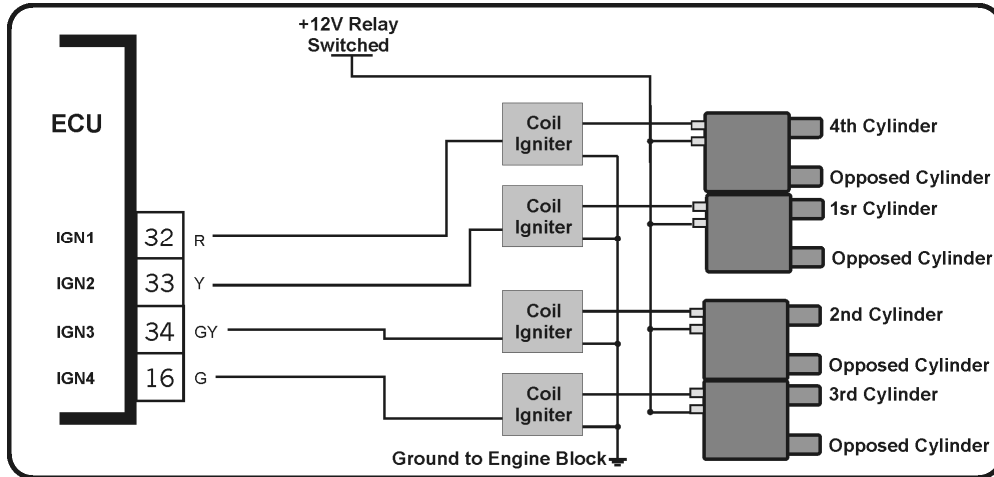 +12V Relay
Switched
ECU
Coil
Igniter
4th Cylinder
Opposed Cylinder
Coil
Igniter
1sr Cylinder
Opposed Cylinder
IGN1 32 R
IGN2 33 Y
IGN3 34 GY
IGN4 16 G
Coil
Igniter
2nd Cylinder
Opposed Cylinder
Coil
Igniter
3rd Cylinder
Opposed Cylinder
Ground to Engine Block